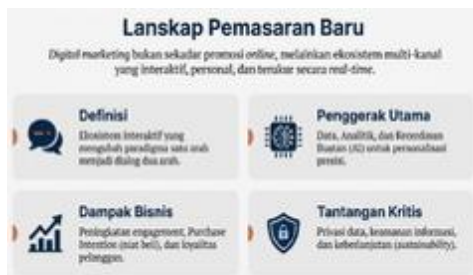 Lanskap Pemasaran Baru
Digital marketing bukan sekadar promosi online, melainkan ekosistem multi-kanal
yang interaktif, personal, dan terukur secara real-time.
Definisi
Ekosistem interaktif yang
mengubah paradigma satu arah
menjadi dialog dua arah.
Penggerak Utama
Data, Analitik, dan Kecerdasan
Buatan (AI) untuk personalisasi
presisi.
Dampak Bisnis
Peningkatan engagement, Purchase
Intention (niat beli), dan loyalitas
pelanggan.
Tantangan Kritis
Privasi data, keamanan informasi,
dan keberlanjutan (sustainability).